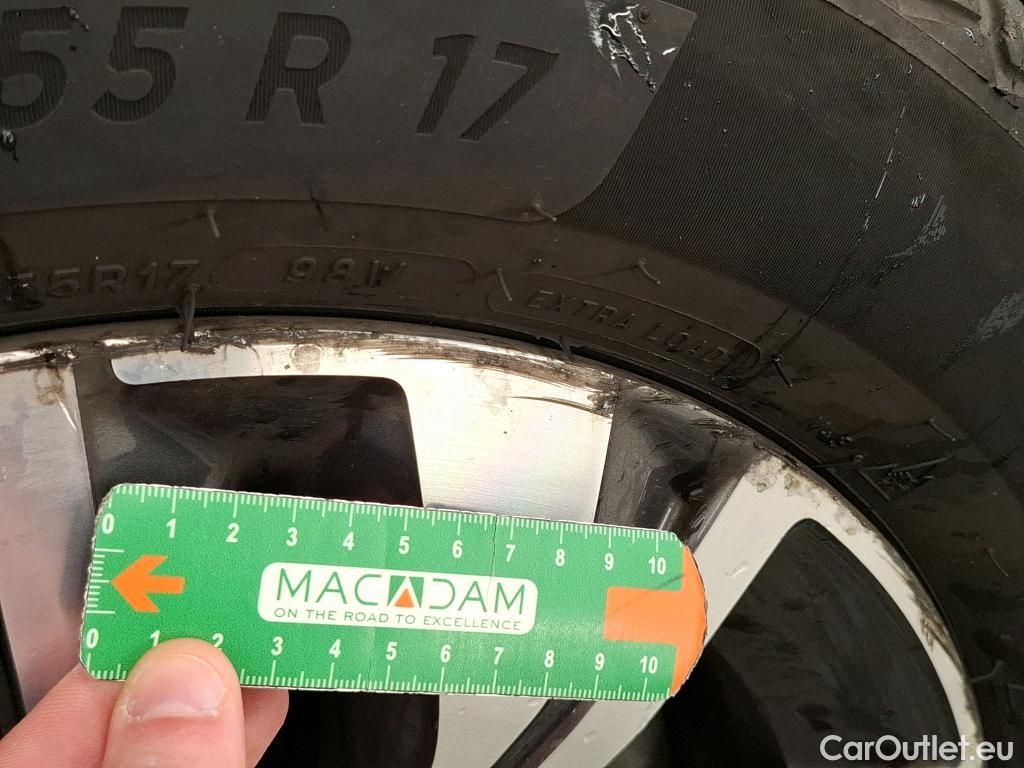 55 R 17
55R17 98W EXTRA LOAD
0 1 2 3 4 5 6 7 8 9 10
MACADAM
ON THE ROAD TO EXCELLENCE
0 1 2 3 4 5 6 7 8 9 10
CarOutlet.eu